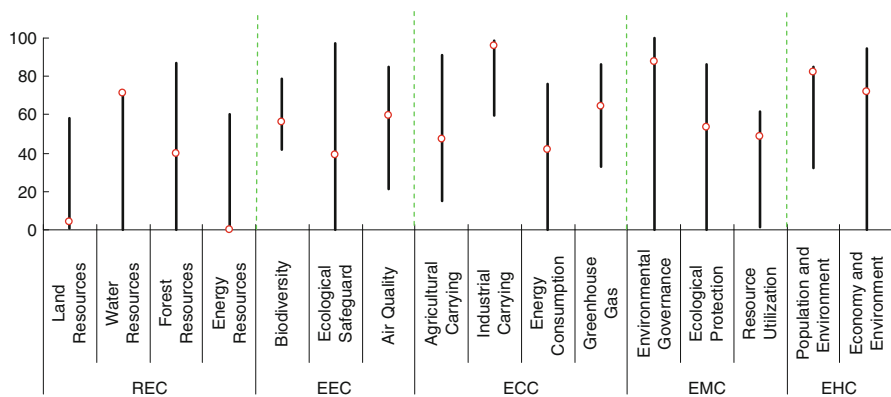 100
80
60
40
20
0
Land
Resources
Water
Resources
Forest
Resources
Energy
Resources
Biodiversity
Ecological
Safeguard
Air Quality
Agricultural
Carrying
Industrial
Carrying
Energy
Consumption
Greenhouse
Gas
Environmental
Governance
Ecological
Protection
Resource
Utilization
Population and
Environment
Economy and
Environment
REC
EEC
ECC
EMC
EHC